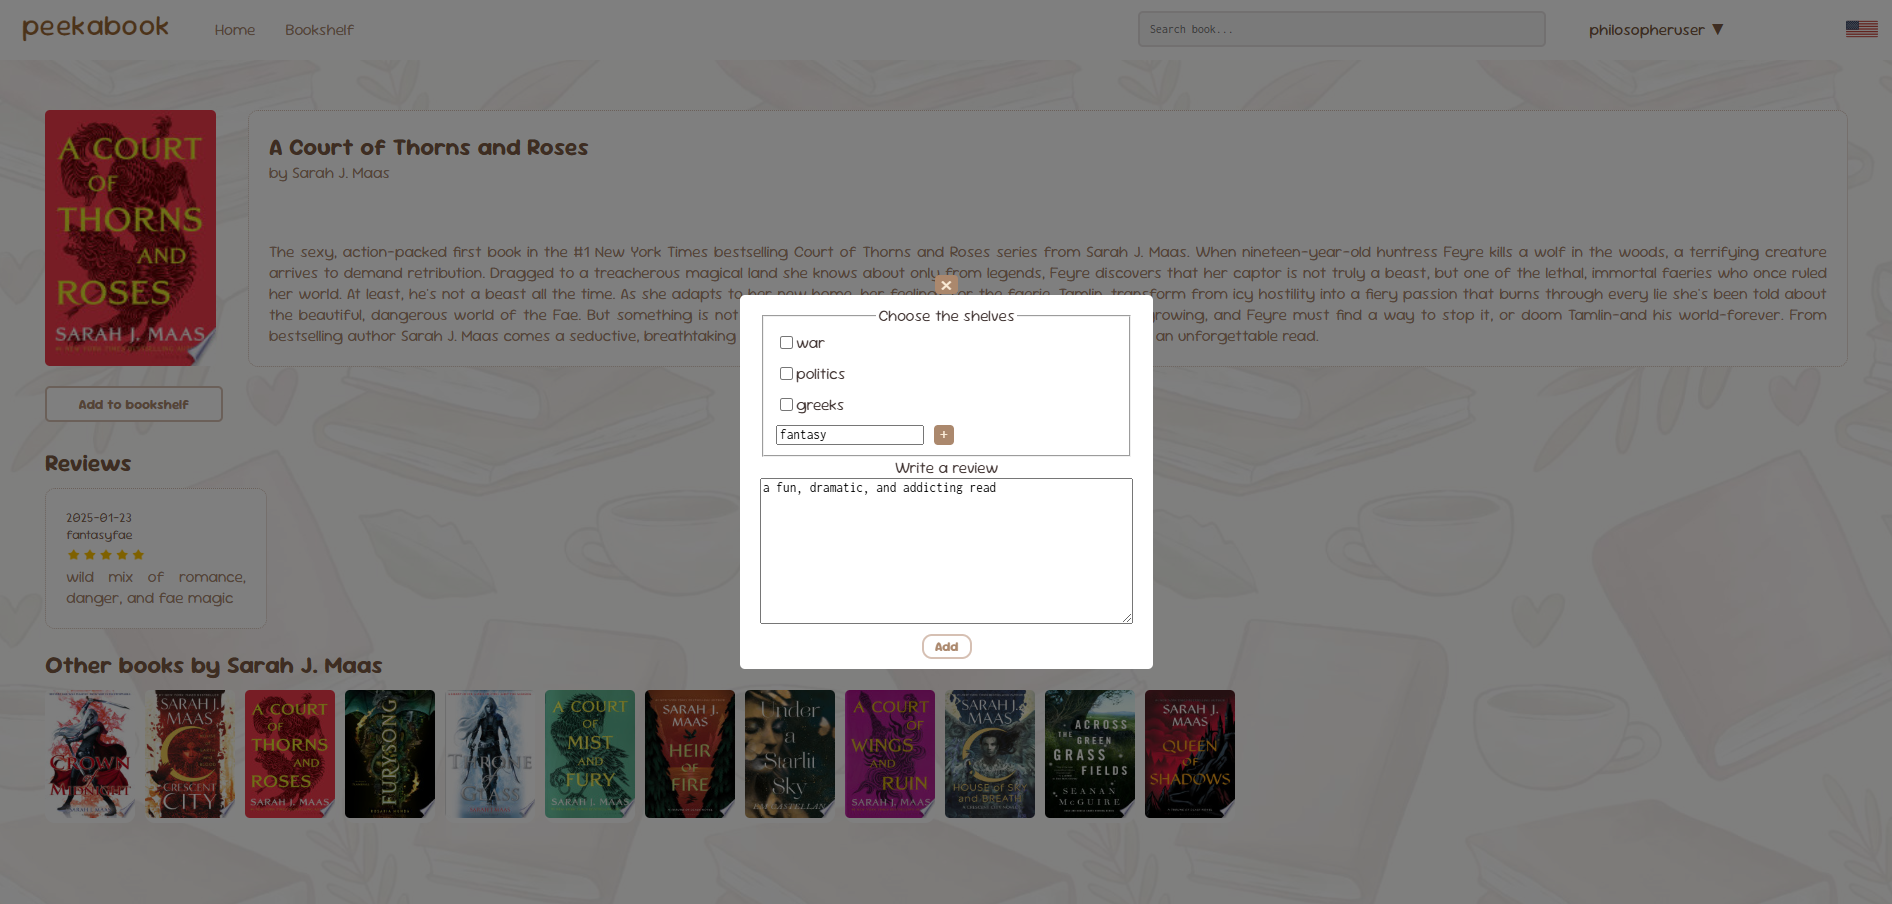 peekabook
Home
Bookshelf
Search book...
philosopheruser ▼
A COURT
OF
THORNS
AND
ROSES
SARAH J. MAAS
A Court of Thorns and Roses
by Sarah J. Maas
The sexy, action-packed first book in the #1 New York Times bestselling Court of Thorns and Roses series from Sarah J. Maas. When nineteen-year-old huntress Feyre kills a wolf in the woods, a terrifying creature
arrives to demand retribution. Dragged to a treacherous magical land she knows about only from legends, Feyre discovers that her captor is not truly a beast, but one of the lethal, immortal faeries who once ruled
her world. At least, he's not a beast all the time. As she adapts to her new home, her feelings for the faerie, Tamlin, transform from icy hostility into a fiery passion that burns through every lie she's been told about
the beautiful, dangerous world of the Fae. But something is not growing, and Feyre must find a way to stop it, or doom Tamlin-and his world-forever. From
bestselling author Sarah J. Maas comes a seductive, breathtaking an unforgettable read.
Add to bookshelf
×
Choose the shelves
war
politics
greeks
fantasy
+
Write a review
a fun, dramatic, and addicting read
Add
Reviews
2025-01-23
fantasyfae
wild mix of romance,
danger, and fae magic
Other books by Sarah J. Maas
CROWN
of
MIDNIGHT
SARAH J. MAAS
SARAH J.
MAAS
CRESCENT
CITY
A COURT
OF
THORNS
AND
ROSES
SARAH J. MAAS
FURYSONG
THRONE
of
GLASS
A COURT
OF
MIST
AND
FURY
SARAH J. MAAS
SARAH J.
MAAS
HEIR
OF
FIRE
Under
a
Starlit
Sky
EM CASTELLAN
A COURT
OF
WINGS
AND
RUIN
SARAH J. MAAS
SARAH J.
MAAS
HOUSE of SKY
and BREATH
ACROSS
THE GREEN
GRASS
FIELDS
SEANAN
McGUIRE
SARAH J.
MAAS
QUEEN
OF
SHADOWS